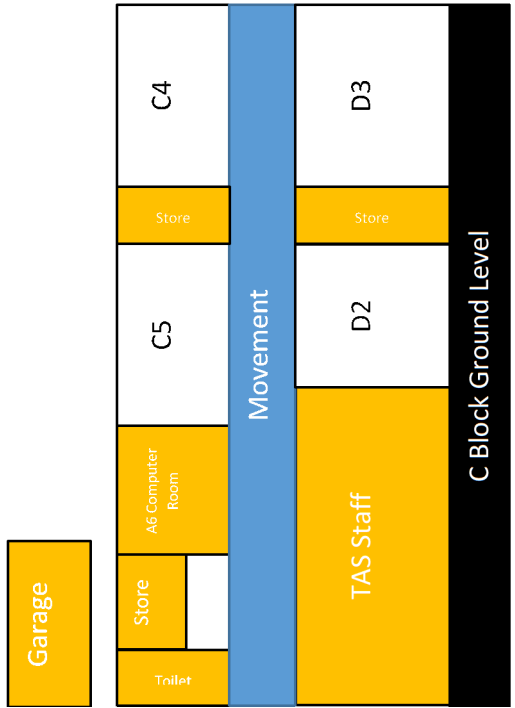 C4
D3
Store
Store
C5
D2
Movement
C Block Ground Level
A6 Computer
Room
TAS Staff
Store
Garage
Toilet